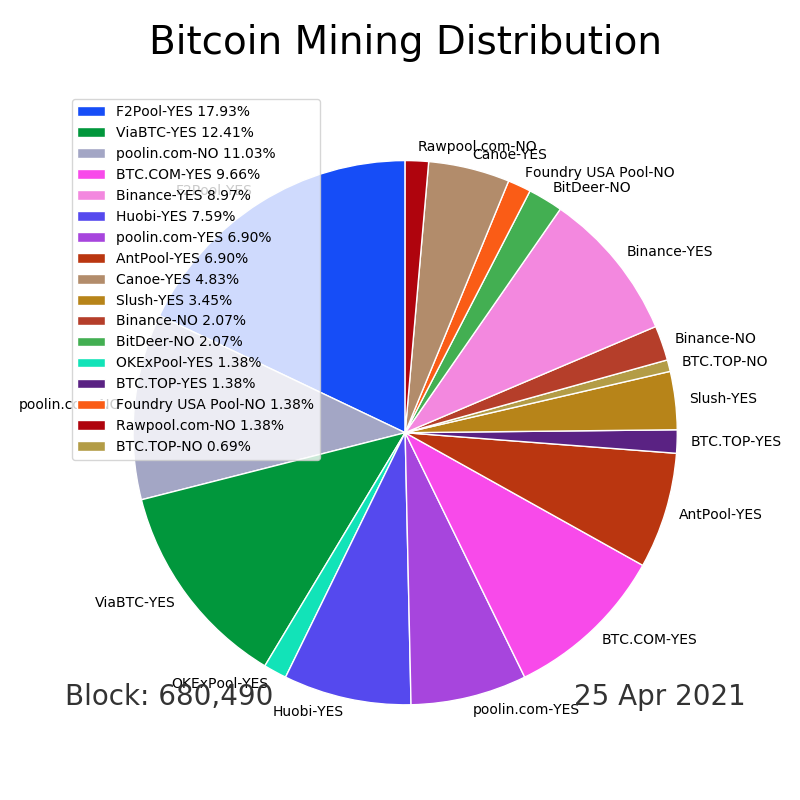 Bitcoin Mining Distribution
F2Pool-YES 17.93%
ViaBTC-YES 12.41%
poolin.com-NO 11.03%
BTC.COM-YES 9.66%
Binance-YES 8.97%
Huobi-YES 7.59%
poolin.com-YES 6.90%
AntPool-YES 6.90%
Canoe-YES 4.83%
Slush-YES 3.45%
Binance-NO 2.07%
BitDeer-NO 2.07%
OKExPool-YES 1.38%
BTC.TOP-YES 1.38%
Foundry USA Pool-NO 1.38%
Rawpool.com-NO 1.38%
BTC.TOP-NO 0.69%
Rawpool.com-NO
Canoe-YES
Foundry USA Pool-NO
BitDeer-NO
F2Pool-YES
Binance-YES
Binance-NO
BTC.TOP-NO
Slush-YES
poolin.com-NO
BTC.TOP-YES
AntPool-YES
ViaBTC-YES
BTC.COM-YES
OKExPool-YES
Huobi-YES
poolin.com-YES
Block: 680,490
25 Apr 2021